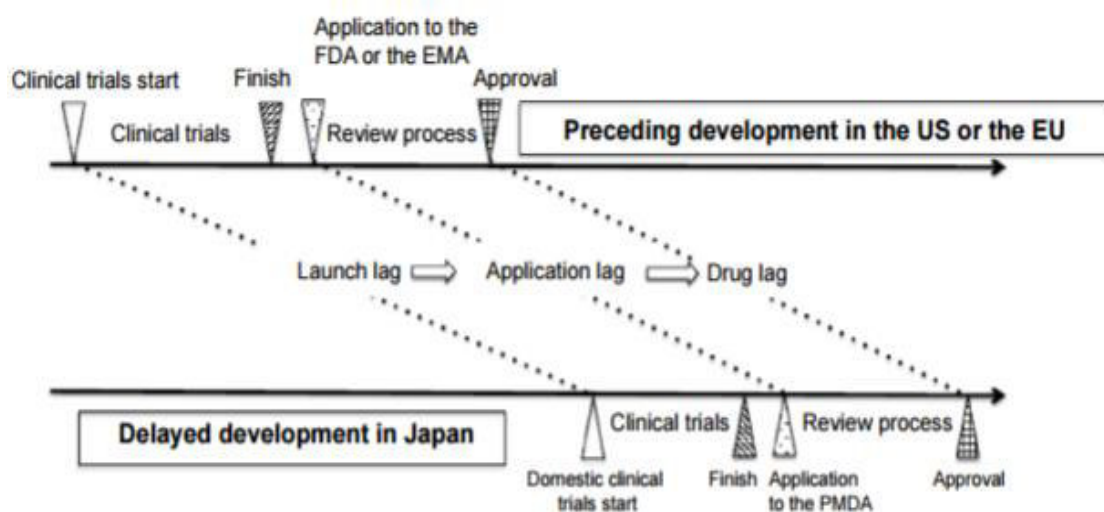 Application to the
FDA or the EMA
Clinical trials start
Finish
Approval
Clinical trials
Review process
Preceding development in the US or the EU
Launch lag
Application lag
Drug lag
Delayed development in Japan
Clinical trials
Review process
Domestic clinical
trials start
Finish
Application
to the PMDA
Approval